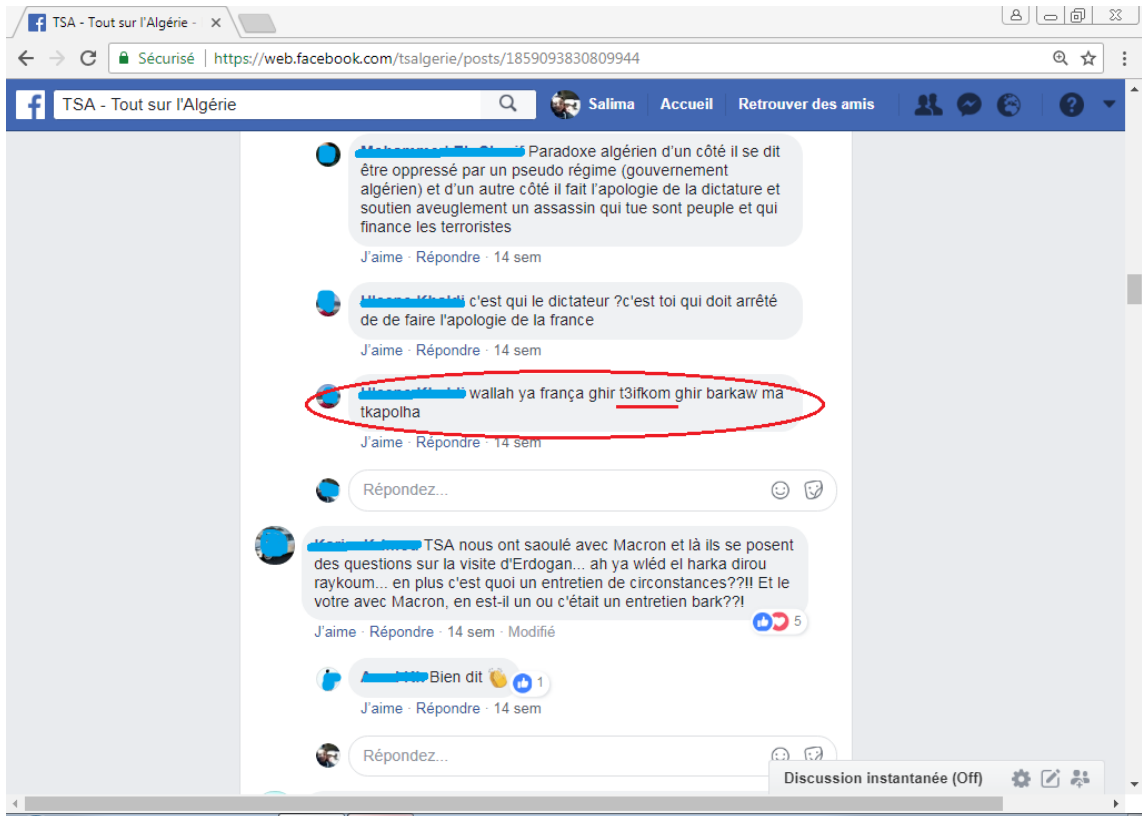 TSA - Tout sur l'Algérie -
Sécurisé | https://web.facebook.com/tsalgerie/posts/1859093830809944
TSA - Tout sur l'Algérie
Salima Accueil Retrouver des amis
Paradoxe algérien d'un côté il se dit
être oppressé par un pseudo régime (gouvernement
algérien) et d'un autre côté il fait l'apologie de la dictature et
soutien aveuglement un assassin qui tue sont peuple et qui
finance les terroristes
J'aime · Répondre · 14 sem
c'est qui le dictateur ?c'est toi qui doit arrêté
de de faire l'apologie de la france
J'aime · Répondre · 14 sem
wallah ya frança ghir t3ifkom ghir barkaw ma
tkapolha
J'aime · Répondre · 14 sem
Répondez...
TSA nous ont saoulé avec Macron et là ils se posent
des questions sur la visite d'Erdogan... ah ya wléd el harka dirou
raykoum... en plus c'est quoi un entretien de circonstances??!! Et le
votre avec Macron, en est-il un ou c'était un entretien bark??!
5
J'aime · Répondre · 14 sem · Modifié
Bien dit
1
J'aime · Répondre · 14 sem
Répondez...
Discussion instantanée (Off)